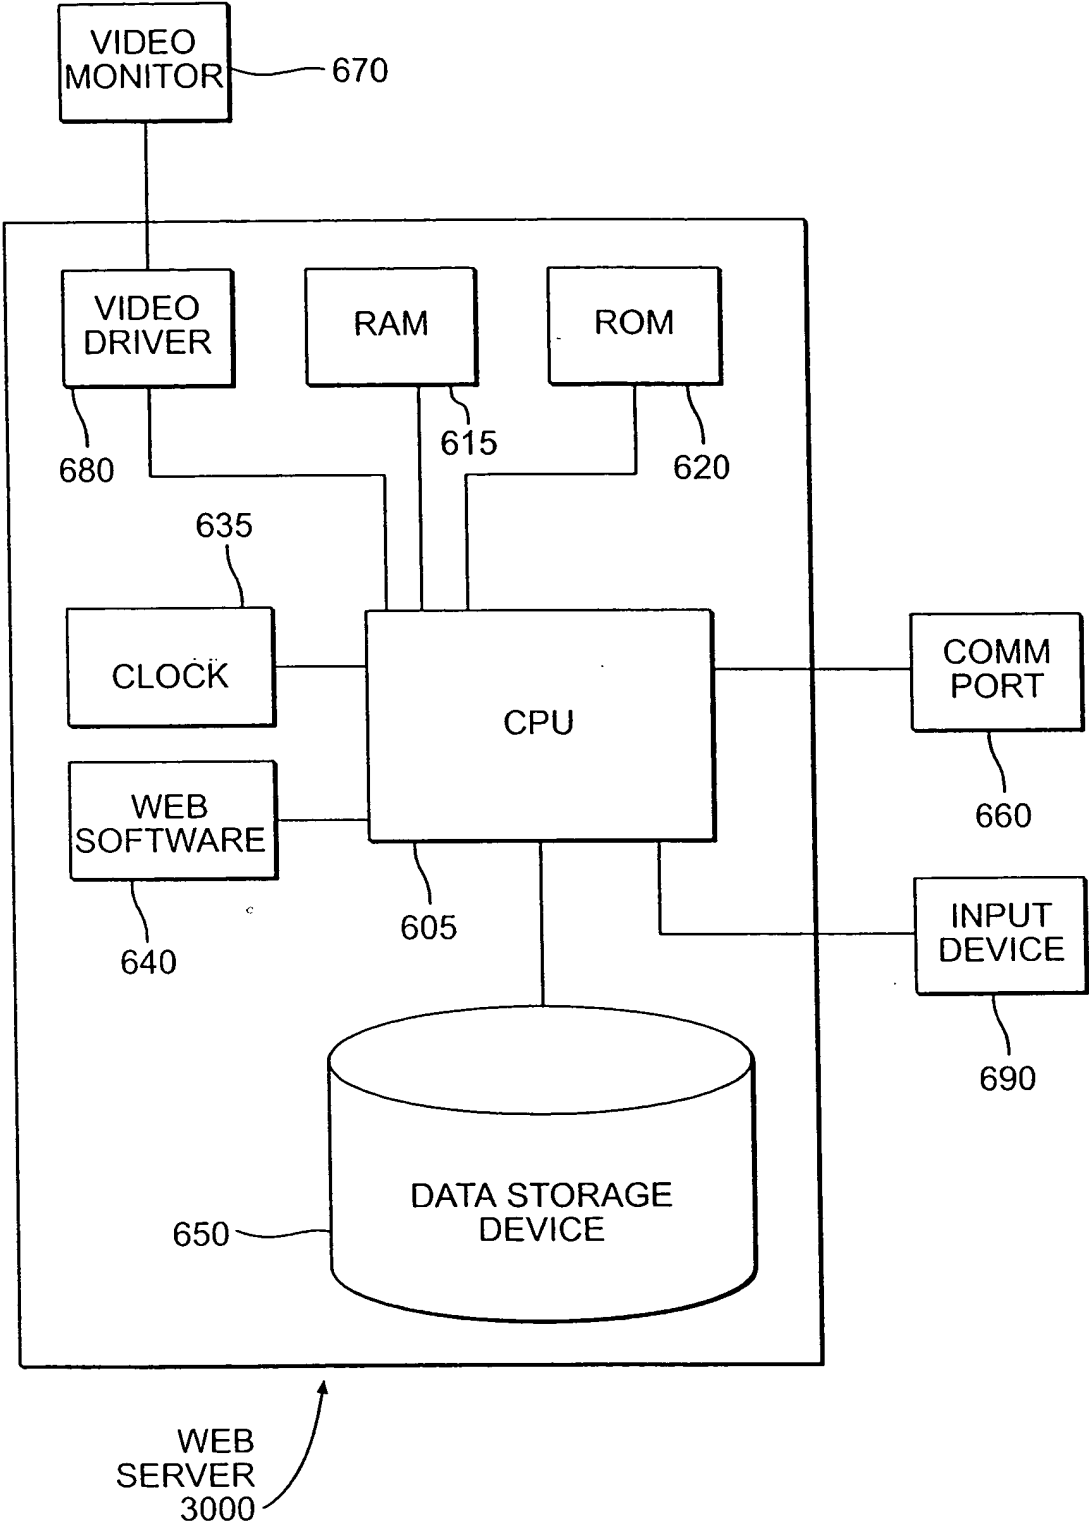 VIDEO
MONITOR
670
VIDEO
DRIVER
RAM
ROM
680
615
620
635
CLOCK
CPU
COMM
PORT
WEB
SOFTWARE
660
605
640
INPUT
DEVICE
690
DATA STORAGE
DEVICE
650
WEB
SERVER
3000